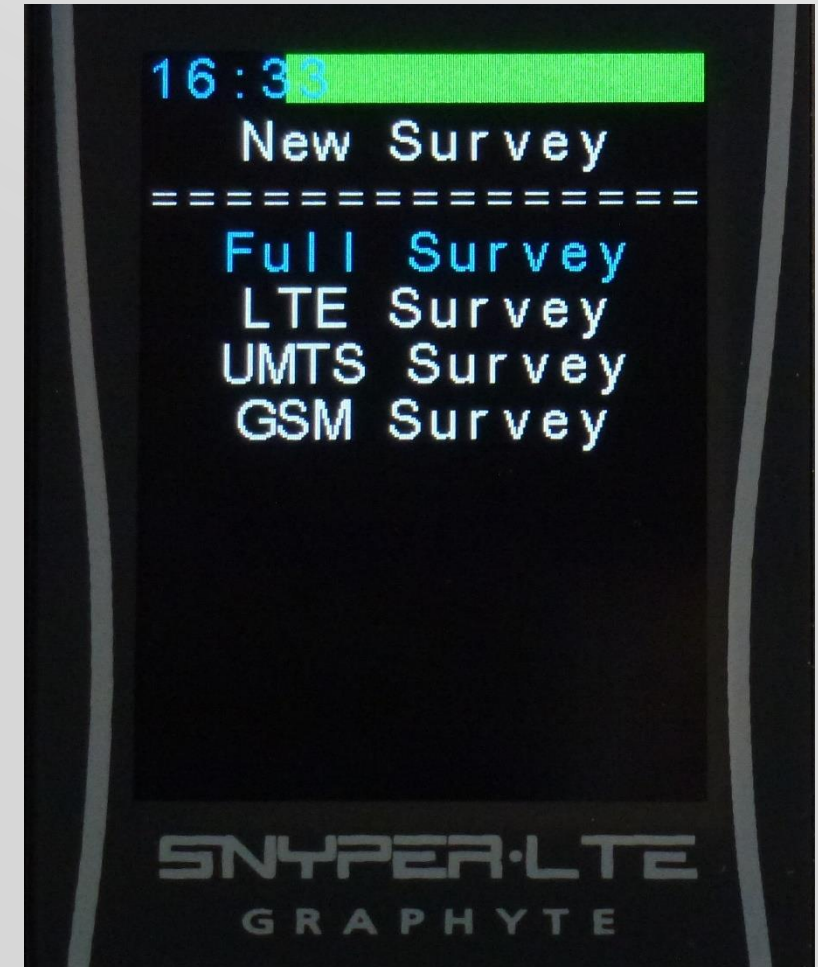 16:33
New Survey
===============
Full Survey
LTE Survey
UMTS Survey
GSM Survey
SNYPER·LTE
GRAPHYTE